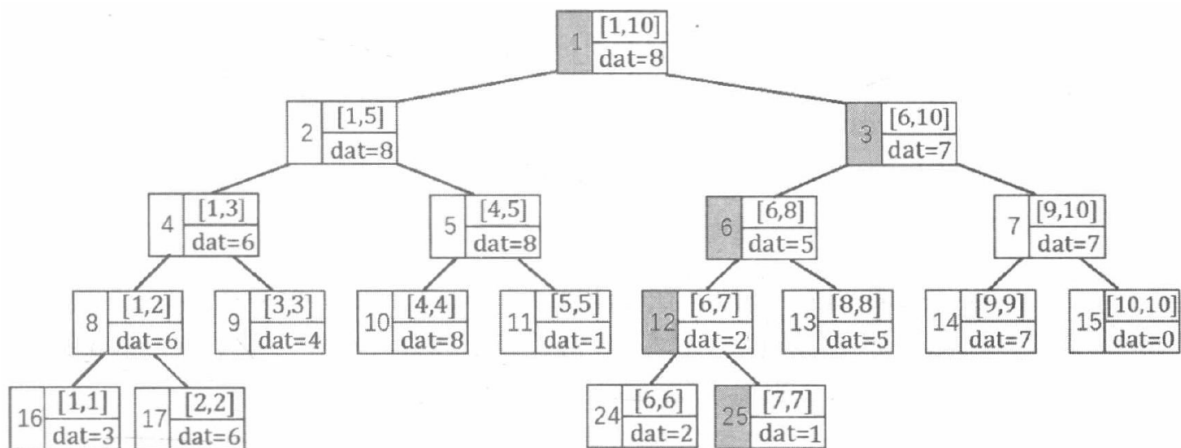 1 [1,10]
dat=8
2 [1,5]
dat=8
3 [6,10]
dat=7
4 [1,3]
dat=6
5 [4,5]
dat=8
6 [6,8]
dat=5
7 [9,10]
dat=7
8 [1,2]
dat=6
9 [3,3]
dat=4
10 [4,4]
dat=8
11 [5,5]
dat=1
12 [6,7]
dat=2
13 [8,8]
dat=5
14 [9,9]
dat=7
15 [10,10]
dat=0
16 [1,1]
dat=3
17 [2,2]
dat=6
24 [6,6]
dat=2
25 [7,7]
dat=1